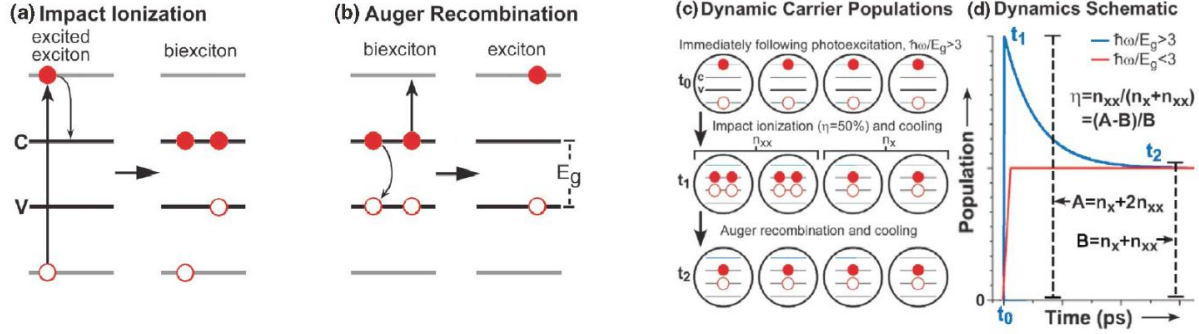 (a) Impact Ionization
excited
exciton
biexciton
C
V
(b) Auger Recombination
biexciton
exciton
Eg
(c) Dynamic Carrier Populations
Immediately following photoexcitation, ħω/Eg>3
t0
c
v
Impact ionization (η=50%) and cooling
nxx
nx
t1
Auger recombination and cooling
t2
(d) Dynamics Schematic
t1
ħω/Eg>3
ħω/Eg<3
η=nxx/(nx+nxx)
=(A-B)/B
t2
Population
A=nx+2nxx
B=nx+nxx
0
t0
Time (ps)